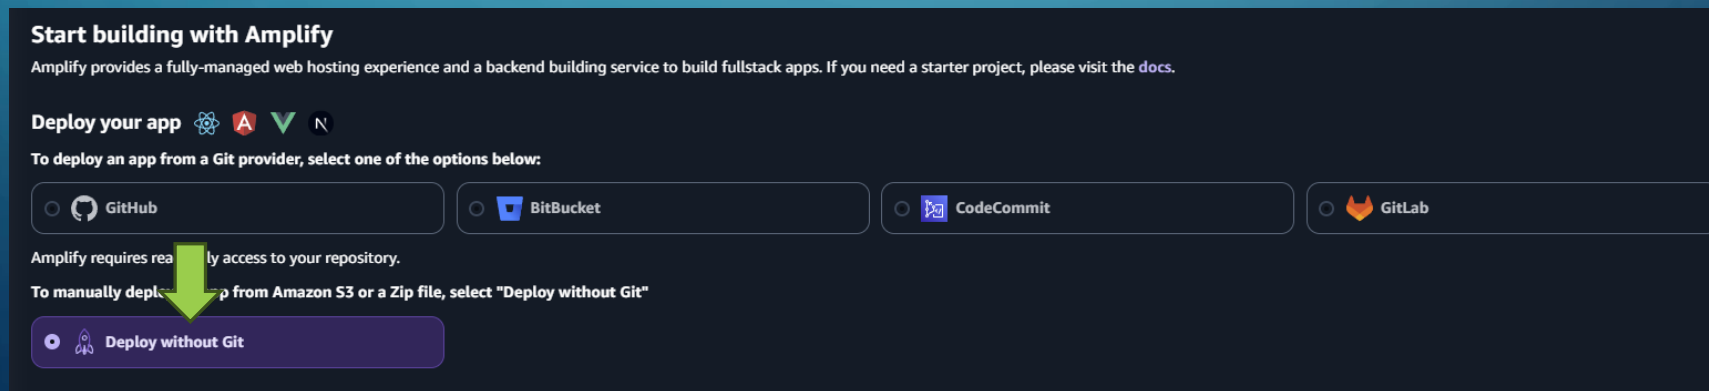 Start building with Amplify
Amplify provides a fully-managed web hosting experience and a backend building service to build fullstack apps. If you need a starter project, please visit the docs.
Deploy your app
To deploy an app from a Git provider, select one of the options below:
GitHub
BitBucket
CodeCommit
GitLab
Amplify requires access to your repository.
To manually from Amazon S3 or a Zip file, select "Deploy without Git"
Deploy without Git